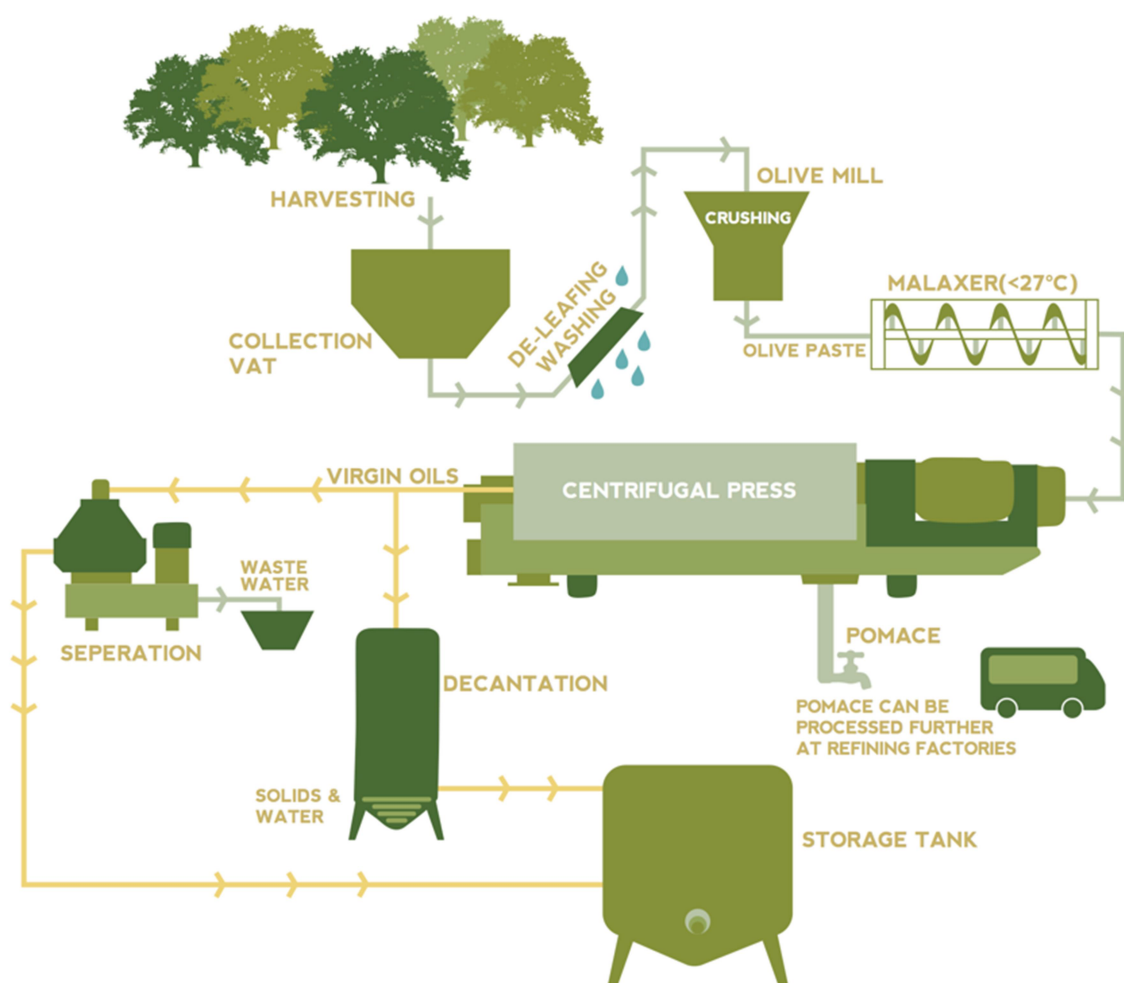 HARVESTING
COLLECTION
VAT
DE-LEAFING
WASHING
OLIVE MILL
CRUSHING
OLIVE PASTE
MALAXER(<27°C)
CENTRIFUGAL PRESS
VIRGIN OILS
WASTE
WATER
SEPERATION
DECANTATION
SOLIDS &
WATER
POMACE
POMACE CAN BE
PROCESSED FURTHER
AT REFINING FACTORIES
STORAGE TANK